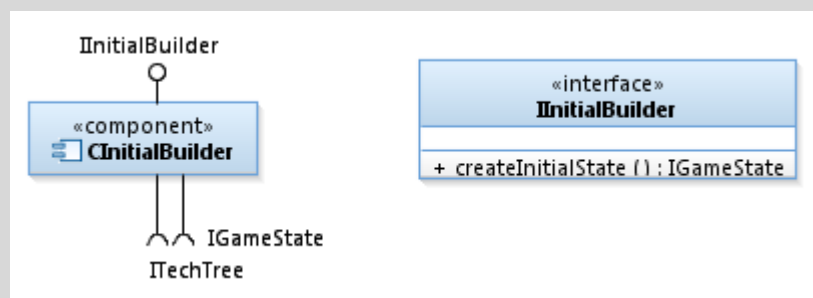 IInitialBuilder
«component»
CInitialBuilder
IGameState
ITechTree
«interface»
IInitialBuilder
+ createInitialState () : IGameState